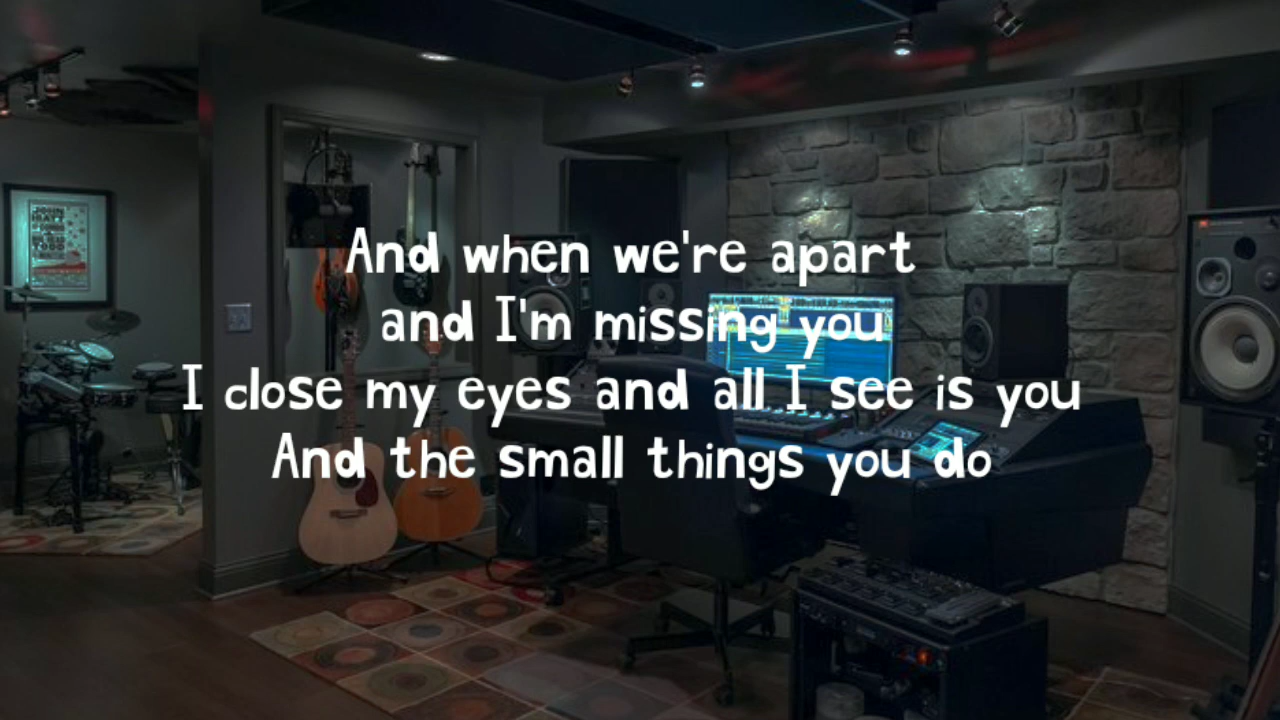 And when we're apart
and I'm missing you
I close my eyes and all I see is you
And the small things you do